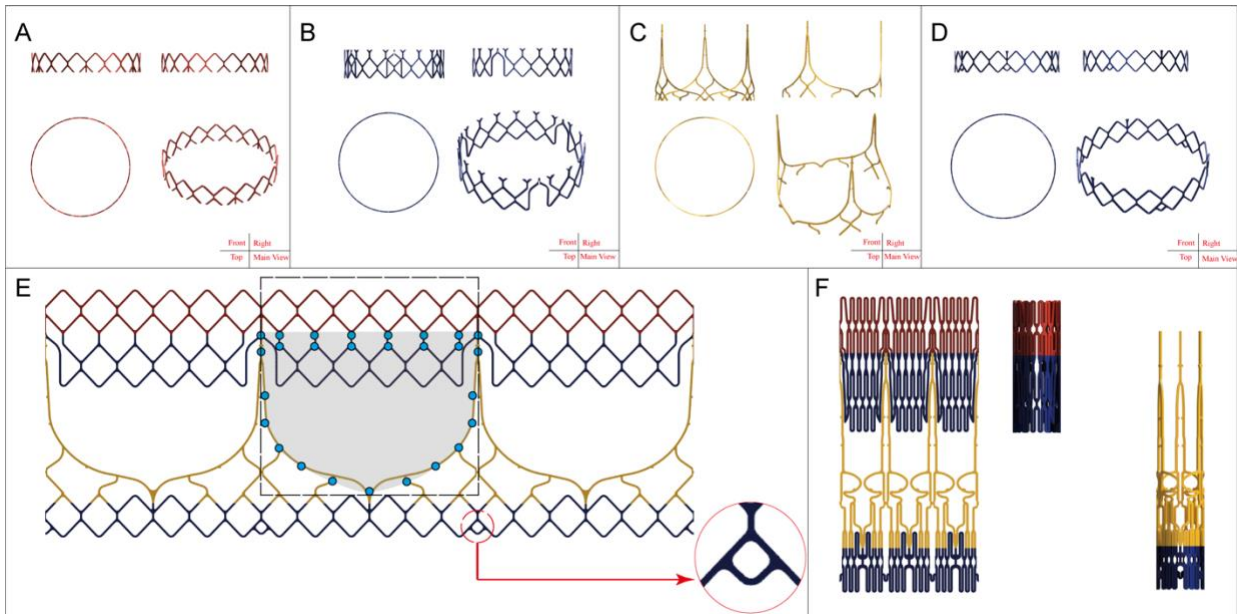 A
Front Right
Top Main View
B
Front Right
Top Main View
C
Front Right
Top Main View
D
Front Right
Top Main View
E
F